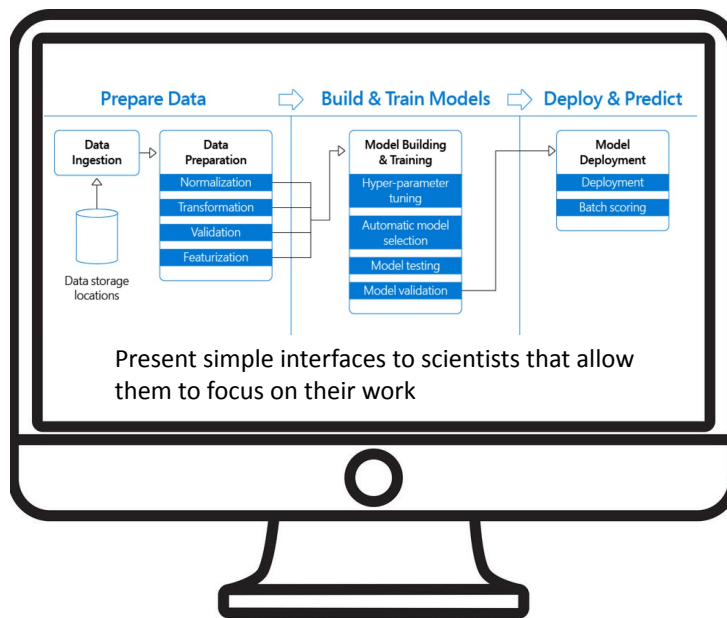 Prepare Data
Build & Train Models
Deploy & Predict
Data
Ingestion
Data storage
locations
Data
Preparation
Normalization
Transformation
Validation
Featurization
Model Building
& Training
Hyper-parameter
tuning
Automatic model
selection
Model testing
Model validation
Model
Deployment
Deployment
Batch scoring
Present simple interfaces to scientists that allow
them to focus on their work